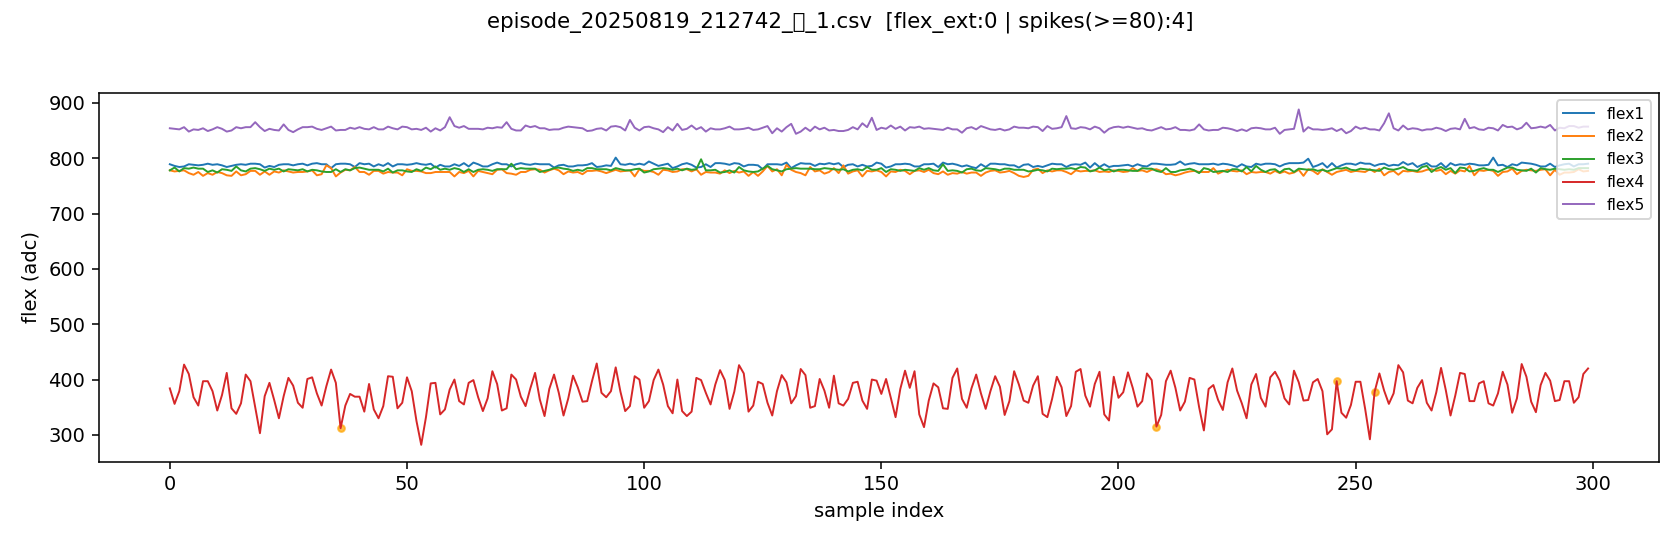 episode_20250819_212742_▯_1.csv  [flex_ext:0 | spikes(>=80):4]
900
800
700
600
500
400
300
flex (adc)
0
50
100
150
200
250
300
sample index
flex1
flex2
flex3
flex4
flex5